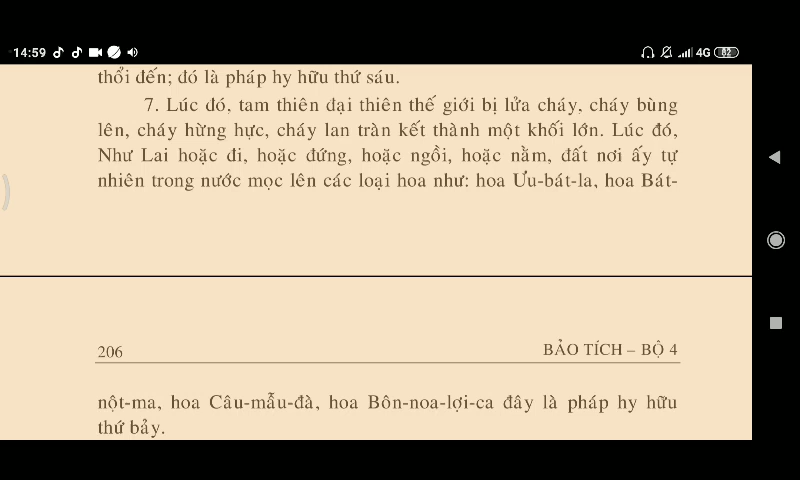 14:59
4G 82
thổi đến; đó là pháp hy hữu thứ sáu.
7. Lúc đó, tam thiên đại thiên thế giới bị lửa cháy, cháy bùng
lên, cháy hừng hực, cháy lan tràn kết thành một khối lớn. Lúc đó,
Như Lai hoặc đi, hoặc đứng, hoặc ngồi, hoặc nằm, đất nơi ấy tự
nhiên trong nước mọc lên các loại hoa như: hoa Ưu-bát-la, hoa Bát-
206 BẢO TÍCH – BỘ 4
nột-ma, hoa Câu-mẫu-đà, hoa Bôn-noa-lợi-ca đây là pháp hy hữu
thứ bảy.